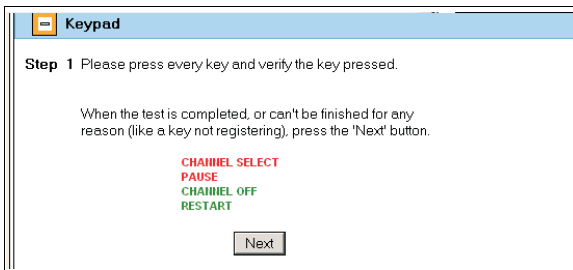 Keypad
Step 1 Please press every key and verify the key pressed.
When the test is completed, or can't be finished for any
reason (like a key not registering), press the 'Next' button.
CHANNEL SELECT
PAUSE
CHANNEL OFF
RESTART
Next